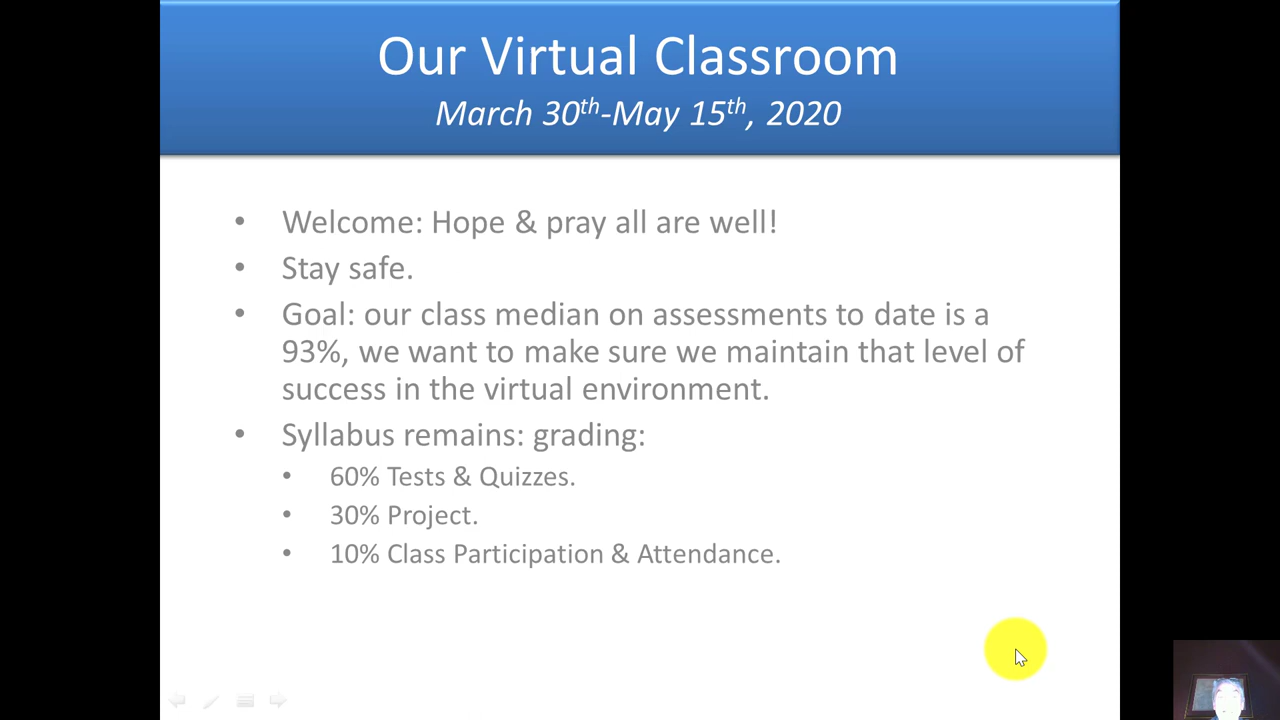 Our Virtual Classroom
March 30th-May 15th, 2020
• Welcome: Hope & pray all are well!
• Stay safe.
• Goal: our class median on assessments to date is a
93%, we want to make sure we maintain that level of
success in the virtual environment.
• Syllabus remains: grading:
• 60% Tests & Quizzes.
• 30% Project.
• 10% Class Participation & Attendance.